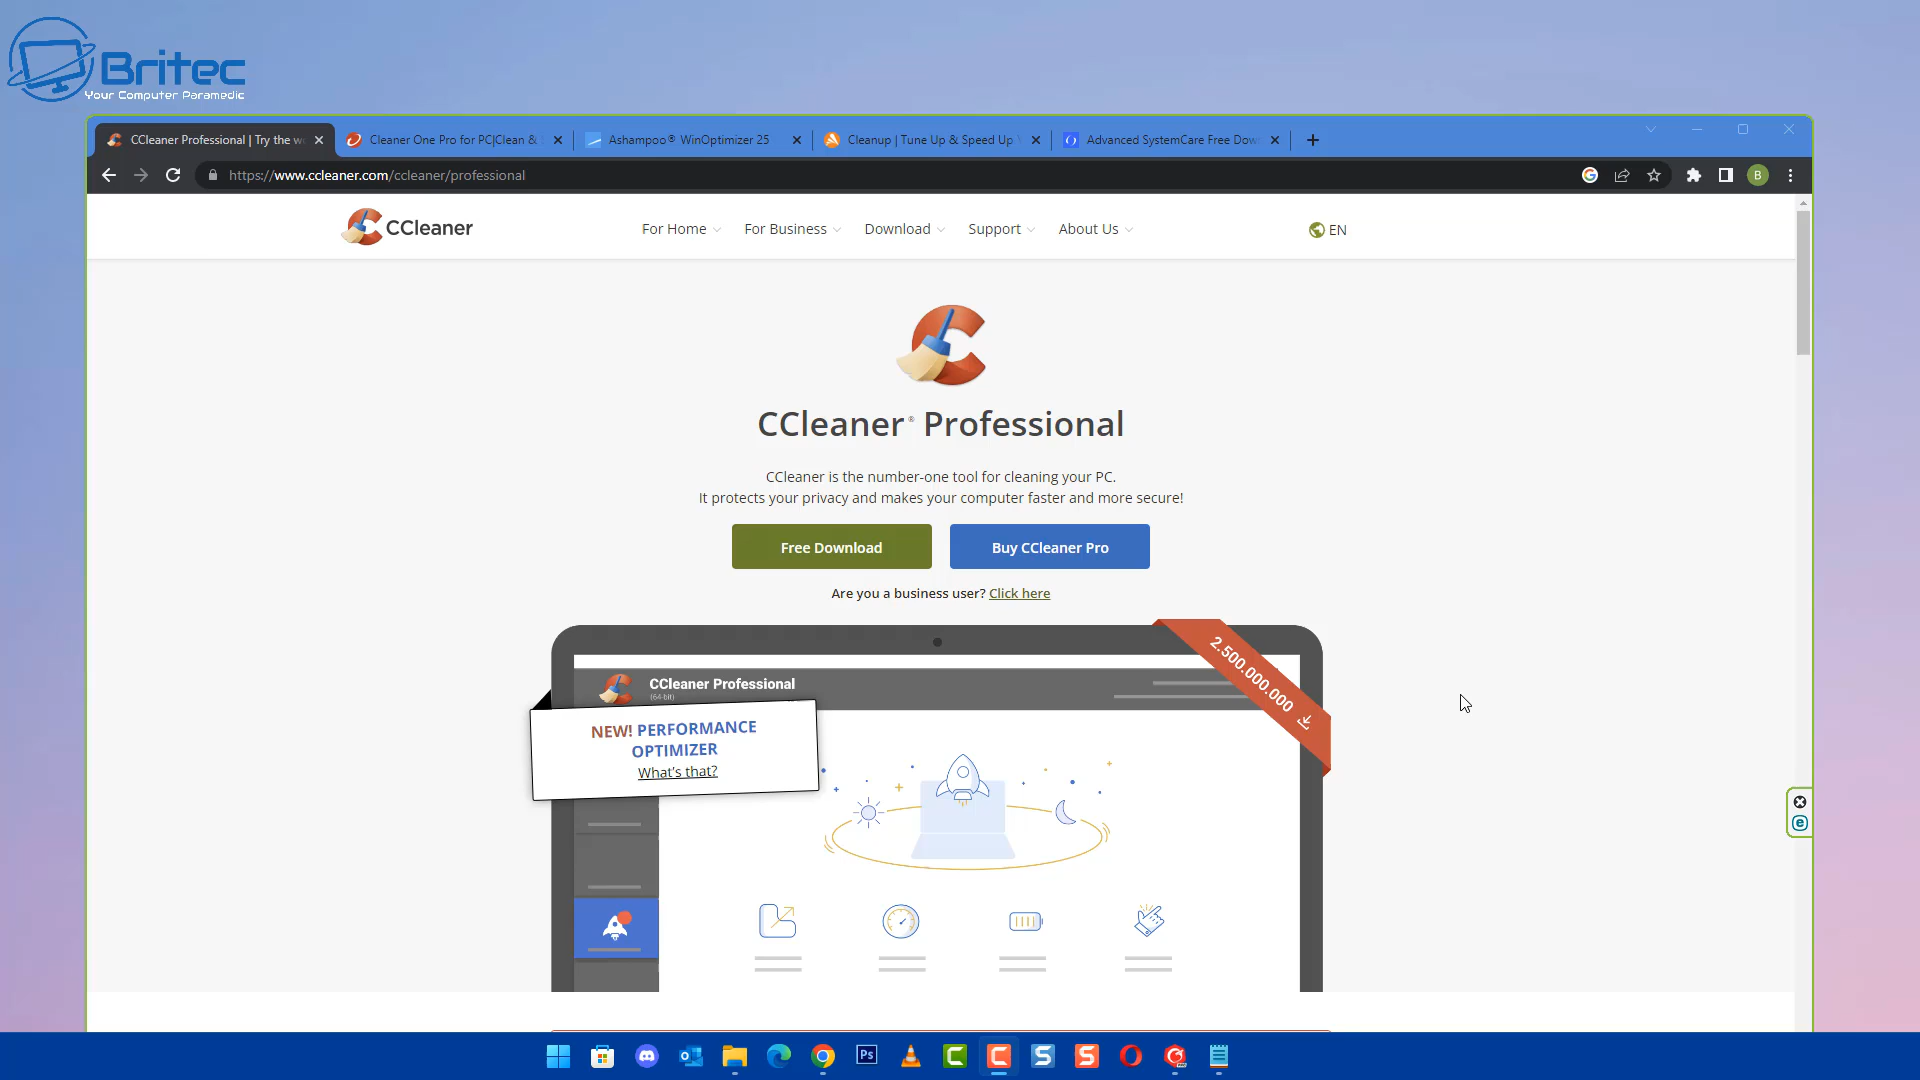 Britec
Your Computer Paramedic
CCleaner Professional | Try the wo
Cleaner One Pro for PC|Clean &
Ashampoo® WinOptimizer 25
Cleanup | Tune Up & Speed Up
Advanced SystemCare Free Dow
https://www.ccleaner.com/ccleaner/professional
B
CCleaner
For Home
For Business
Download
Support
About Us
EN
CCleaner® Professional
CCleaner is the number-one tool for cleaning your PC.
It protects your privacy and makes your computer faster and more secure!
Free Download
Buy CCleaner Pro
Are you a business user? Click here
2.500.000.000
CCleaner Professional
(64-bit)
NEW! PERFORMANCE
OPTIMIZER
What's that?
Ps